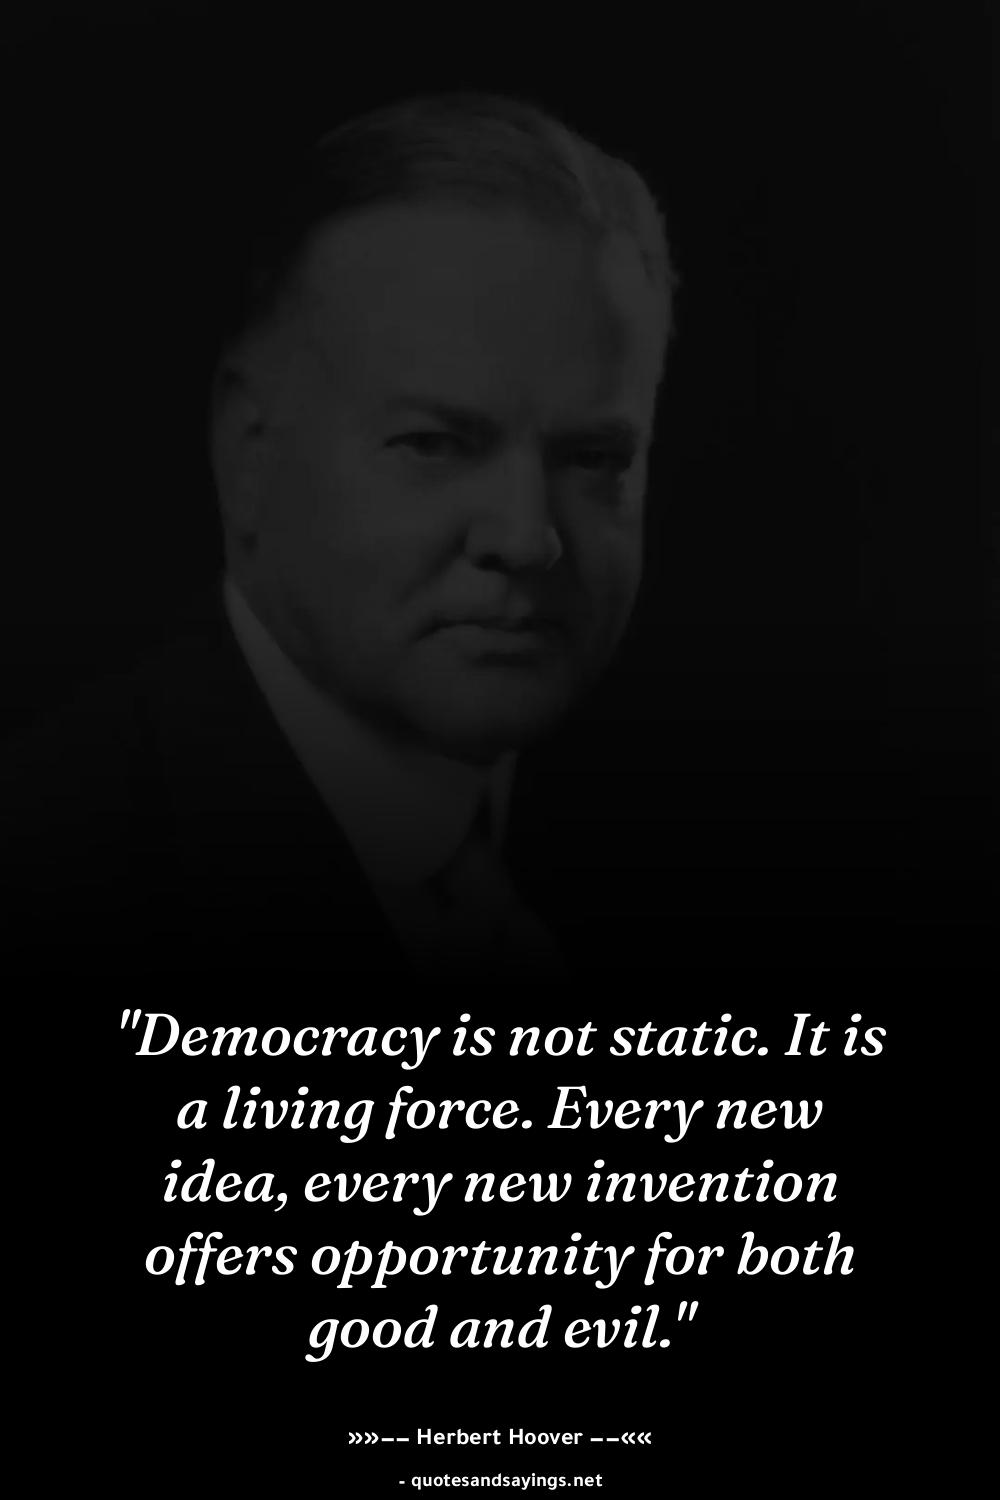 "Democracy is not static. It is
a living force. Every new
idea, every new invention
offers opportunity for both
good and evil."
»»–– Herbert Hoover ––««
- quotesandsayings.net